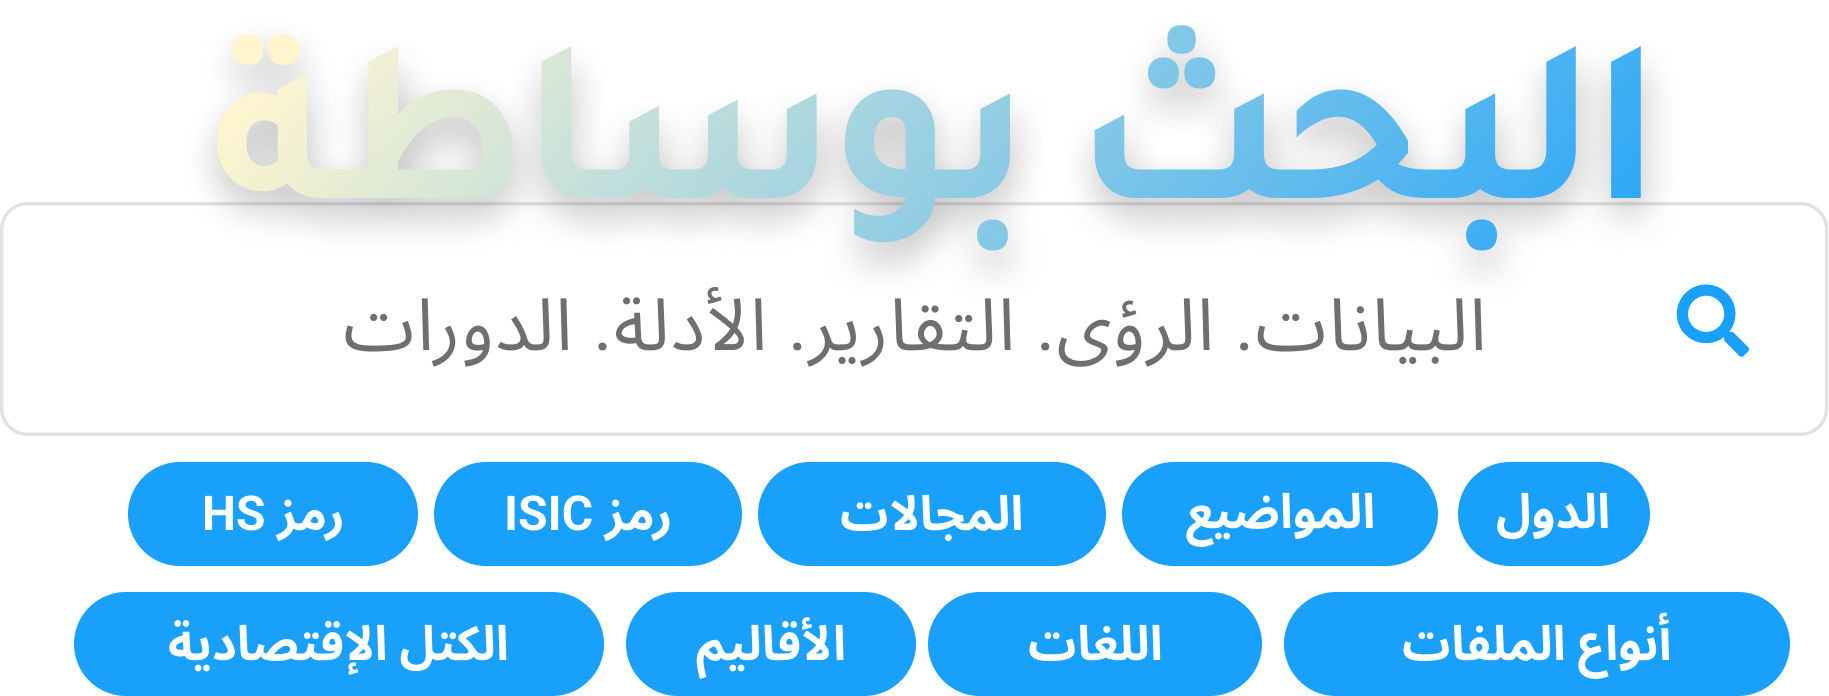 البحث بوساطة
البيانات. الرؤى. التقارير. الأدلة. الدورات
الدول المواضيع المجالات رمز ISIC رمز HS
أنواع الملفات اللغات الأقاليم الكتل الإقتصادية